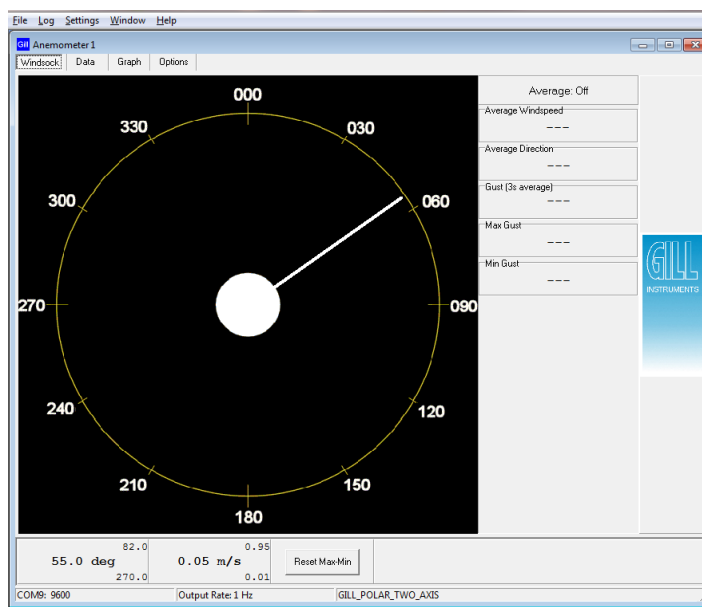 File Log Settings Window Help
Gill Anemometer 1
Windsock Data Graph Options
000
330 030
300 060
270 090
240 120
210 150
180
Average: Off
Average Windspeed
---
Average Direction
---
Gust (3s average)
---
Max Gust
---
Min Gust
---
GILL
INSTRUMENTS
82.0 0.95
55.0 deg 0.05 m/s Reset Max-Min
270.0 0.01
COM9: 9600 Output Rate: 1 Hz GILL_POLAR_TWO_AXIS